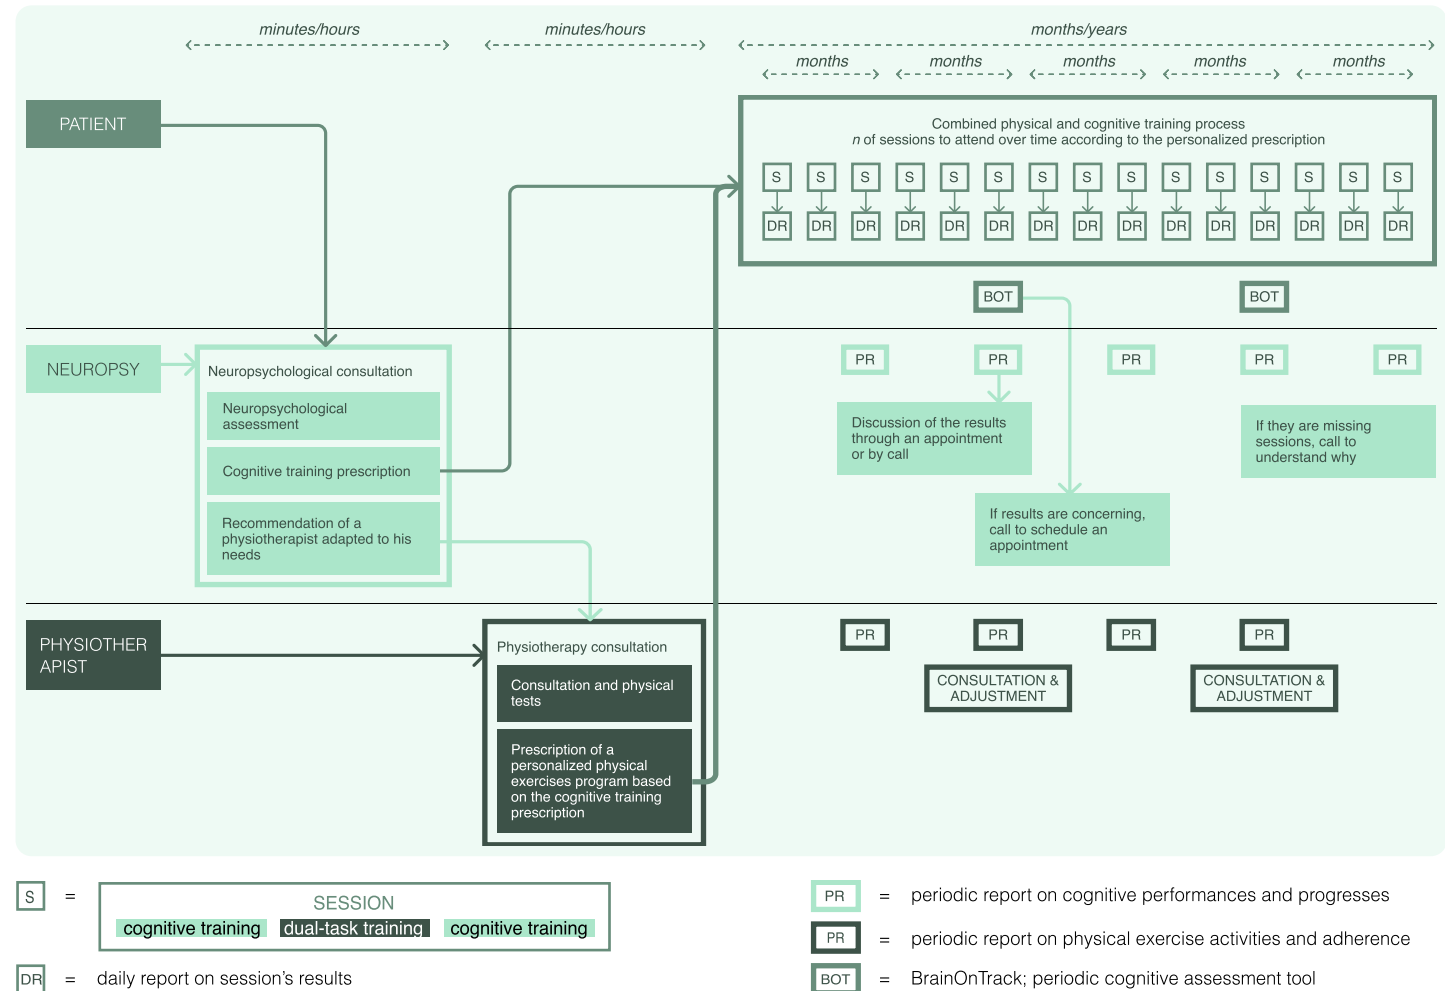 minutes/hours
minutes/hours
months/years
months
months
months
months
months
PATIENT
Combined physical and cognitive training process
n of sessions to attend over time according to the personalized prescription
S S S S S S S S S S S S S S S
DR DR DR DR DR DR DR DR DR DR DR DR DR DR DR
BOT
BOT
NEUROPSY
Neuropsychological consultation
Neuropsychological
assessment
Cognitive training prescription
Recommendation of a
physiotherapist adapted to his
needs
PR
PR
PR
PR
PR
Discussion of the results
through an appointment
or by call
If they are missing
sessions, call to
understand why
If results are concerning,
call to schedule an
appointment
PHYSIOTHER
APIST
Physiotherapy consultation
Consultation and physical
tests
Prescription of a
personalized physical
exercises program based
on the cognitive training
prescription
PR
PR
PR
PR
CONSULTATION &
ADJUSTMENT
CONSULTATION &
ADJUSTMENT
S =
SESSION
cognitive training dual-task training cognitive training
DR = daily report on session's results
PR = periodic report on cognitive performances and progresses
PR = periodic report on physical exercise activities and adherence
BOT = BrainOnTrack; periodic cognitive assessment tool